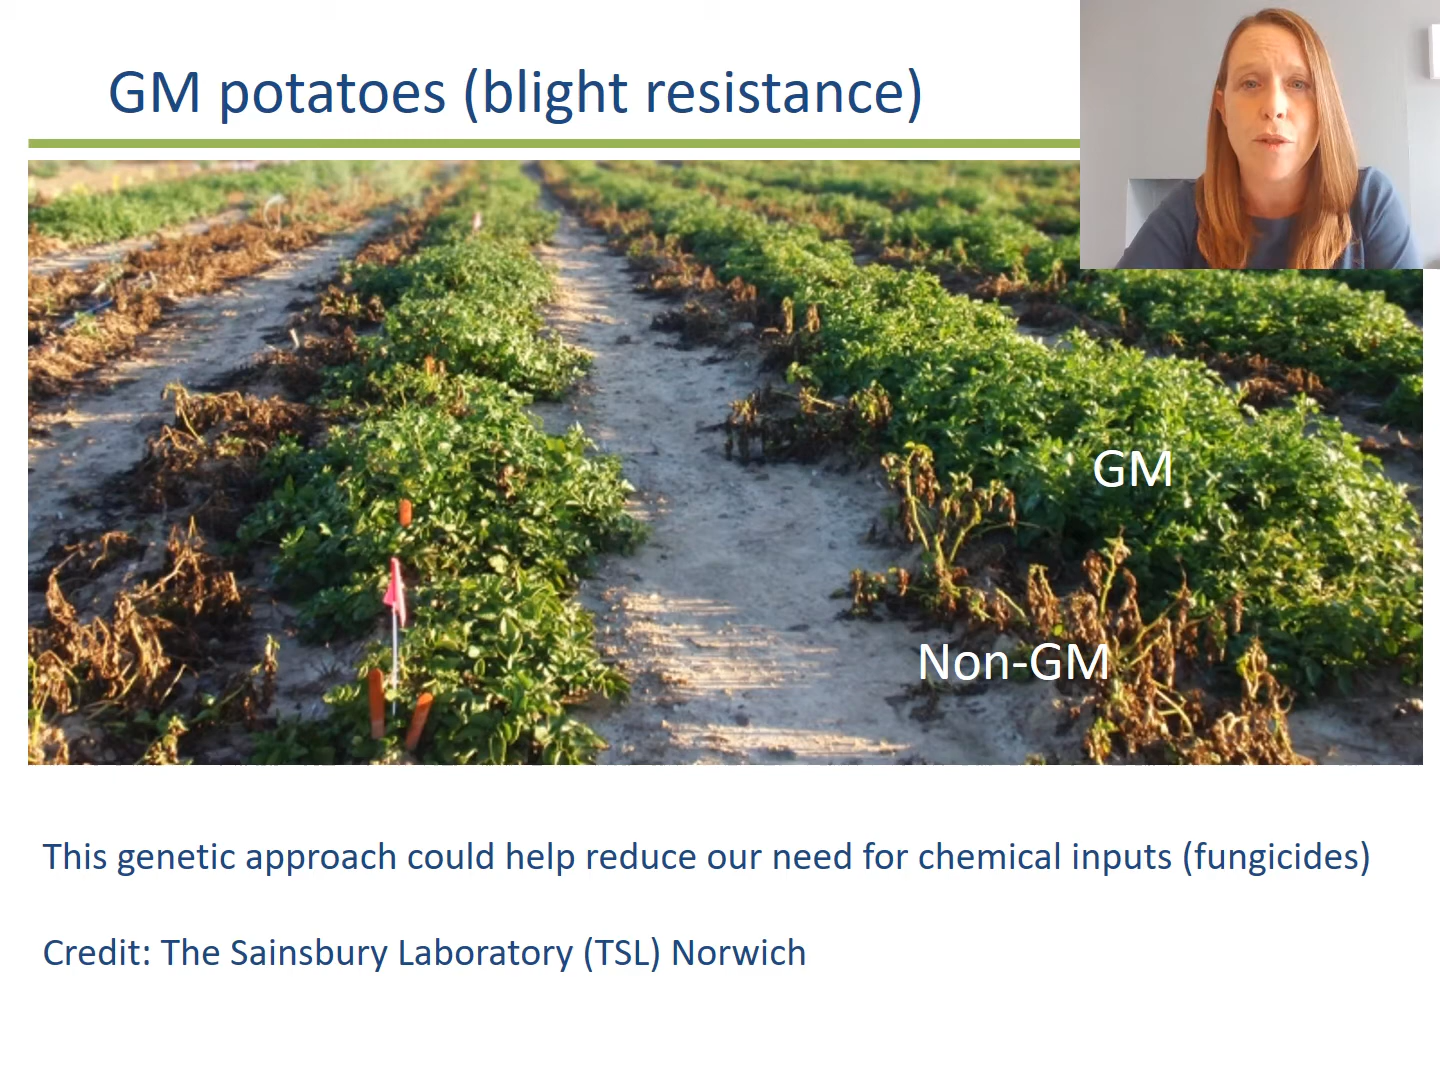 GM potatoes (blight resistance)
GM
Non-GM
This genetic approach could help reduce our need for chemical inputs (fungicides)
Credit: The Sainsbury Laboratory (TSL) Norwich